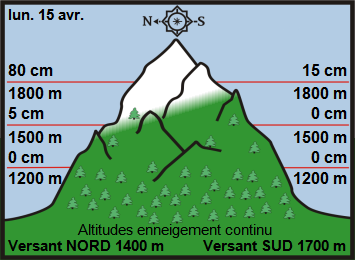 lun. 15 avr.
N S
80 cm 15 cm
1800 m 1800 m
5 cm 0 cm
1500 m 1500 m
0 cm 0 cm
1200 m 1200 m
Altitudes enneigement continu
Versant NORD 1400 m Versant SUD 1700 m